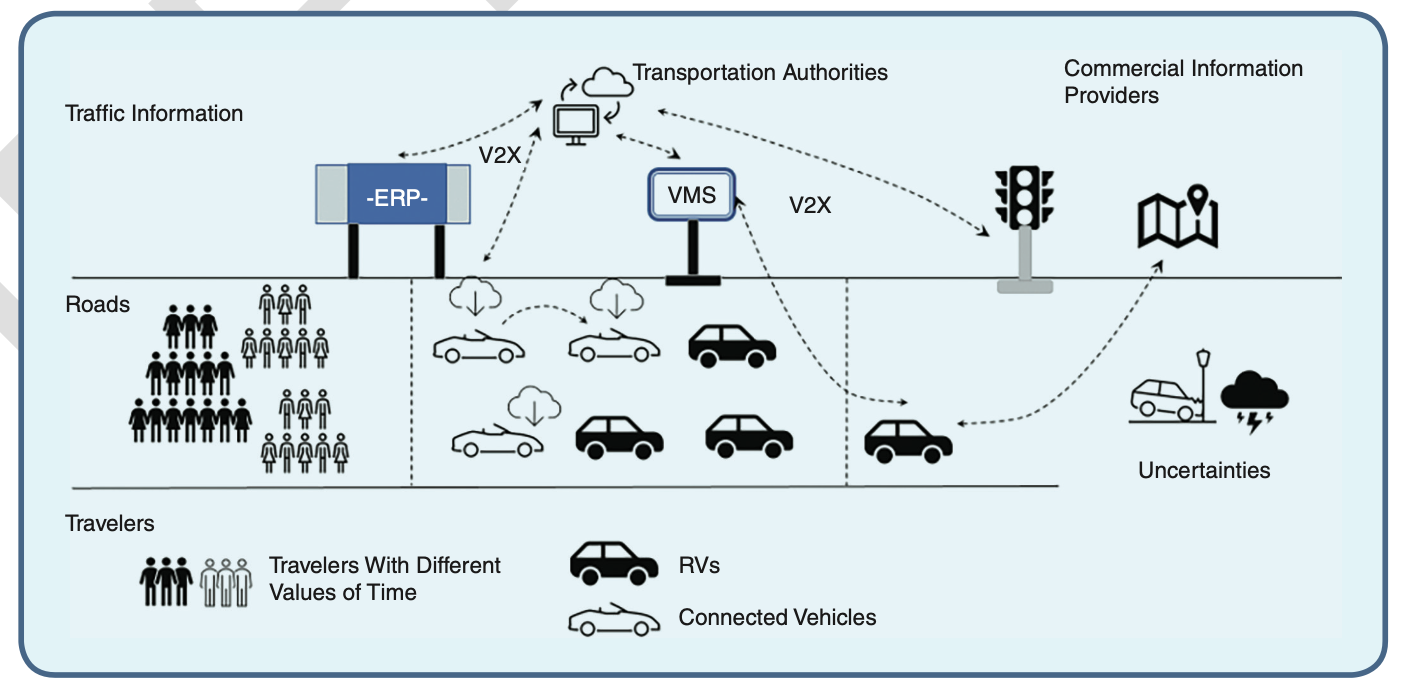 Transportation Authorities
Commercial Information
Providers
Traffic Information
V2X
-ERP-
VMS
V2X
Roads
Uncertainties
Travelers
Travelers With Different
Values of Time
RVs
Connected Vehicles